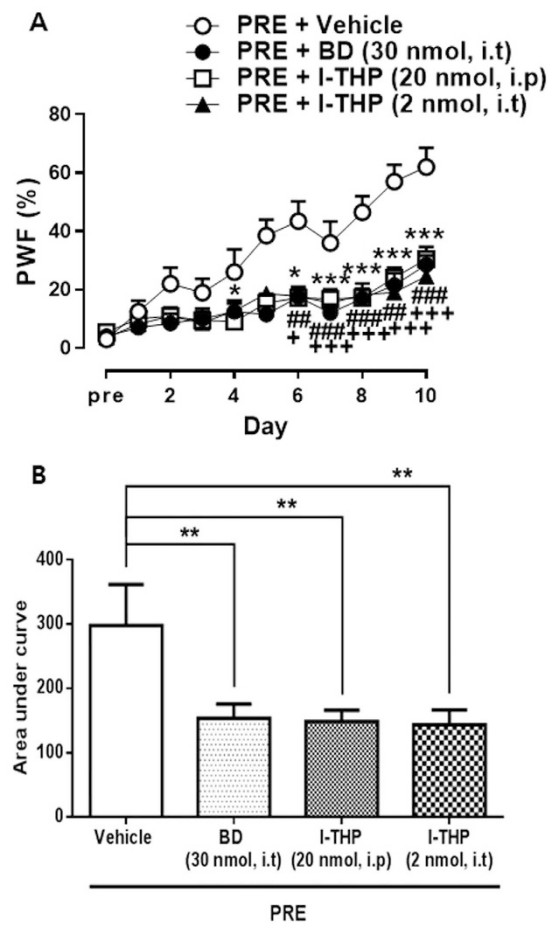 A
PRE + Vehicle
PRE + BD (30 nmol, i.t)
PRE + I-THP (20 nmol, i.p)
PRE + I-THP (2 nmol, i.t)
80
60
40
20
0
PWF (%)
* * *** *** *** ***
## ### ### ## ###
+ +++ +++ +++ +++
pre 2 4 6 8 10
Day
B
**
**
**
400
300
200
100
0
Area under curve
Vehicle BD I-THP I-THP
(30 nmol, i.t) (20 nmol, i.p) (2 nmol, i.t)
PRE